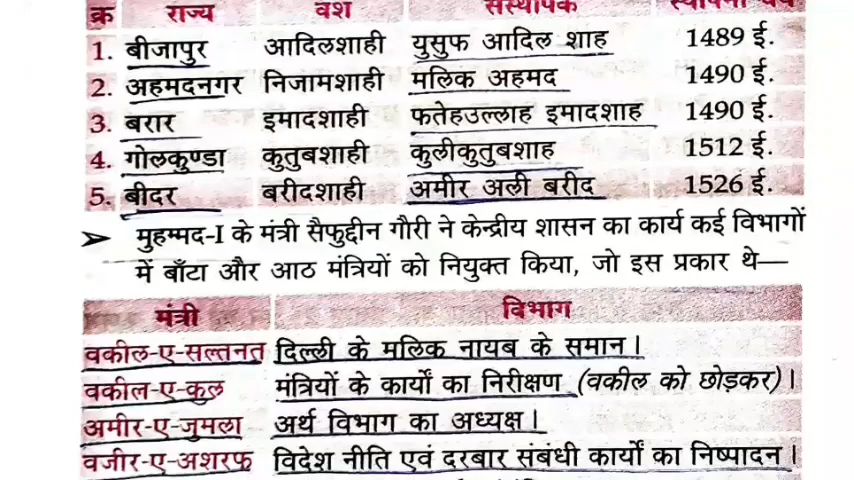 क्र राज्य वंश संस्थापक
1. बीजापुर आदिलशाही युसुफ आदिल शाह 1489 ई.
2. अहमदनगर निजामशाही मलिक अहमद 1490 ई.
3. बरार इमादशाही फतेहउल्लाह इमादशाह 1490 ई.
4. गोलकुण्डा कुतुबशाही कुलीकुतुबशाह 1512 ई.
5. बीदर बरीदशाही अमीर अली बरीद 1526 ई.
➢ मुहम्मद-I के मंत्री सैफुद्दीन गौरी ने केन्द्रीय शासन का कार्य कई विभागों
में बाँटा और आठ मंत्रियों को नियुक्त किया, जो इस प्रकार थे—
मंत्री विभाग
वकील-ए-सल्तनत दिल्ली के मलिक नायब के समान।
वकील-ए-कुल मंत्रियों के कार्यों का निरीक्षण (वकील को छोड़कर)।
अमीर-ए-जुमला अर्थ विभाग का अध्यक्ष।
वजीर-ए-अशरफ विदेश नीति एवं दरबार संबंधी कार्यों का निष्पादन।